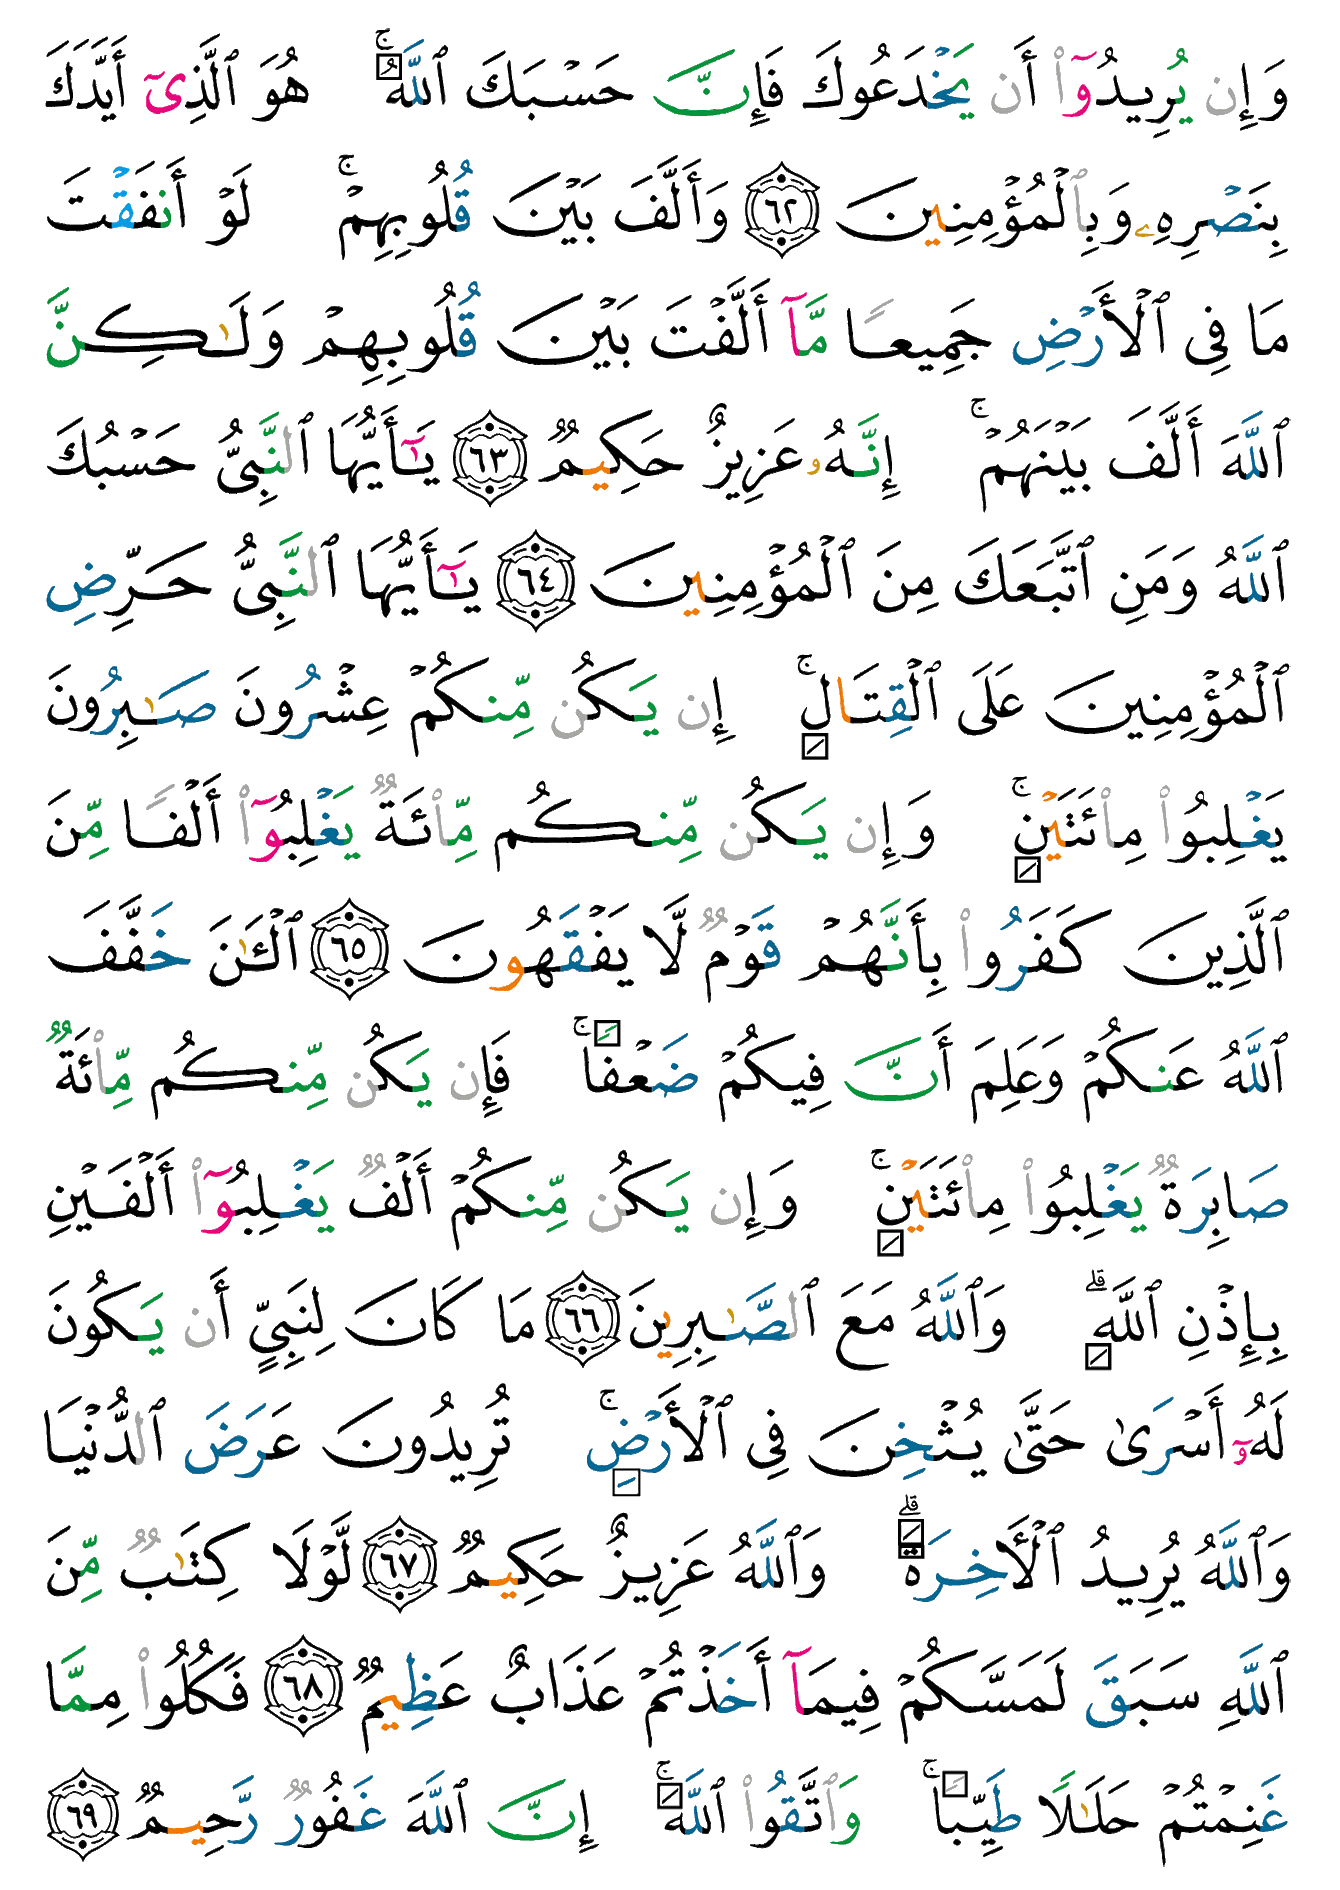 وَإِن يُرِيدُوٓا۟ أَن يَخْدَعُوكَ فَإِنَّ حَسْبَكَ ٱللَّهُ ۚ هُوَ ٱلَّذِىٓ أَيَّدَكَ
بِنَصْرِهِۦ وَبِٱلْمُؤْمِنِينَ ٦٢ وَأَلَّفَ بَيْنَ قُلُوبِهِمْ ۚ لَوْ أَنفَقْتَ
مَا فِى ٱلْأَرْضِ جَمِيعًا مَّآ أَلَّفْتَ بَيْنَ قُلُوبِهِمْ وَلَـٰكِنَّ
ٱللَّهَ أَلَّفَ بَيْنَهُمْ ۚ إِنَّهُۥ عَزِيزٌ حَكِيمٌ ٦٣ يَـٰٓأَيُّهَا ٱلنَّبِىُّ حَسْبُكَ
ٱللَّهُ وَمَنِ ٱتَّبَعَكَ مِنَ ٱلْمُؤْمِنِينَ ٦٤ يَـٰٓأَيُّهَا ٱلنَّبِىُّ حَرِّضِ
ٱلْمُؤْمِنِينَ عَلَى ٱلْقِتَالِ ۚ إِن يَكُن مِّنكُمْ عِشْرُونَ صَـٰبِرُونَ
يَغْلِبُوا۟ مِا۟ئَتَيْنِ ۚ وَإِن يَكُن مِّنكُم مِّا۟ئَةٌ يَغْلِبُوٓا۟ أَلْفًا مِّنَ
ٱلَّذِينَ كَفَرُوا۟ بِأَنَّهُمْ قَوْمٌ لَّا يَفْقَهُونَ ٦٥ ٱلْـَٔـٰنَ خَفَّفَ
ٱللَّهُ عَنكُمْ وَعَلِمَ أَنَّ فِيكُمْ ضَعْفًا ۚ فَإِن يَكُن مِّنكُم مِّا۟ئَةٌ
صَابِرَةٌ يَغْلِبُوا۟ مِا۟ئَتَيْنِ ۚ وَإِن يَكُن مِّنكُمْ أَلْفٌ يَغْلِبُوٓا۟ أَلْفَيْنِ
بِإِذْنِ ٱللَّهِ ۗ وَٱللَّهُ مَعَ ٱلصَّـٰبِرِينَ ٦٦ مَا كَانَ لِنَبِىٍّ أَن يَكُونَ
لَهُۥٓ أَسْرَىٰ حَتَّىٰ يُثْخِنَ فِى ٱلْأَرْضِ ۚ تُرِيدُونَ عَرَضَ ٱلدُّنْيَا
وَٱللَّهُ يُرِيدُ ٱلْـَٔاخِرَةَ ۗ وَٱللَّهُ عَزِيزٌ حَكِيمٌ ٦٧ لَّوْلَا كِتَـٰبٌ مِّنَ
ٱللَّهِ سَبَقَ لَمَسَّكُمْ فِيمَآ أَخَذْتُمْ عَذَابٌ عَظِيمٌ ٦٨ فَكُلُوا۟ مِمَّا
غَنِمْتُمْ حَلَـٰلًا طَيِّبًا ۚ وَٱتَّقُوا۟ ٱللَّهَ ۚ إِنَّ ٱللَّهَ غَفُورٌ رَّحِيمٌ ٦٩